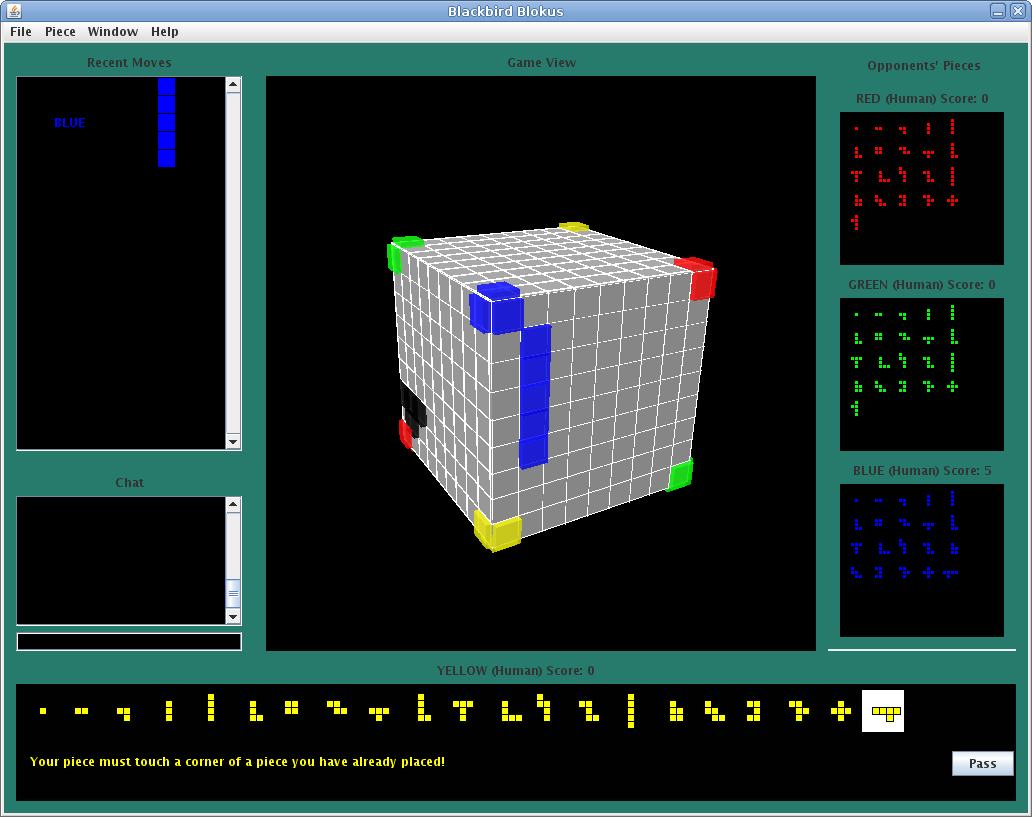 Blackbird Blokus
File Piece Window Help
Recent Moves
Game View
Opponents' Pieces
BLUE
RED (Human) Score: 0
GREEN (Human) Score: 0
BLUE (Human) Score: 5
Chat
YELLOW (Human) Score: 0
Your piece must touch a corner of a piece you have already placed!
Pass